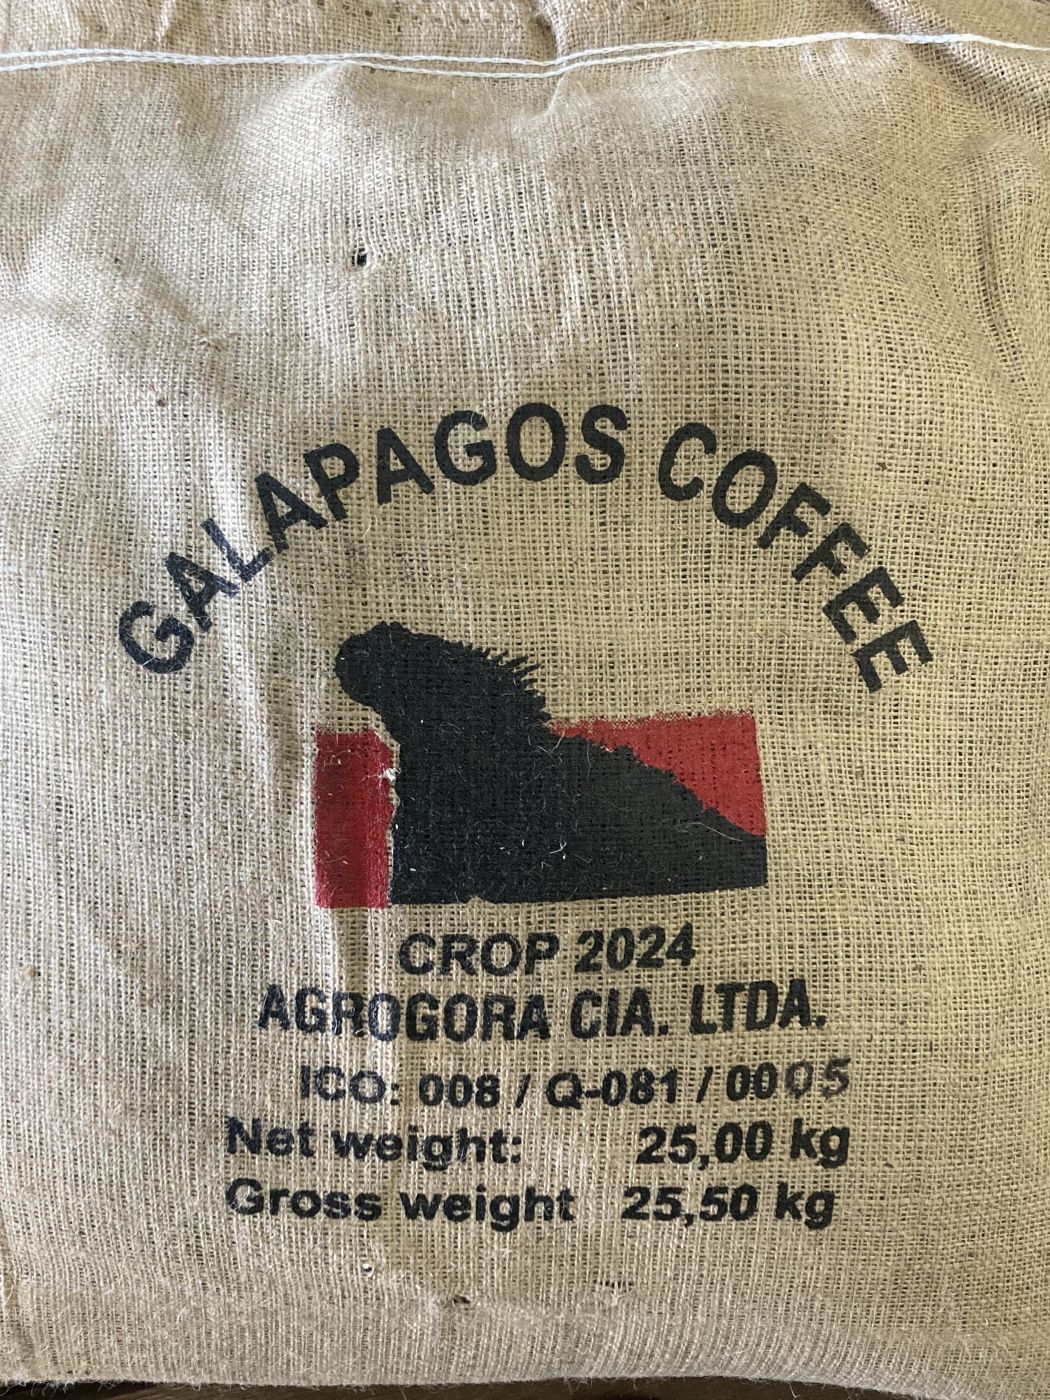 GALAPAGOS COFFEE
CROP 2024
AGROGORA CIA. LTDA.
ICO: 008 / Q-081 / 0005
Net weight: 25,00 kg
Gross weight 25,50 kg